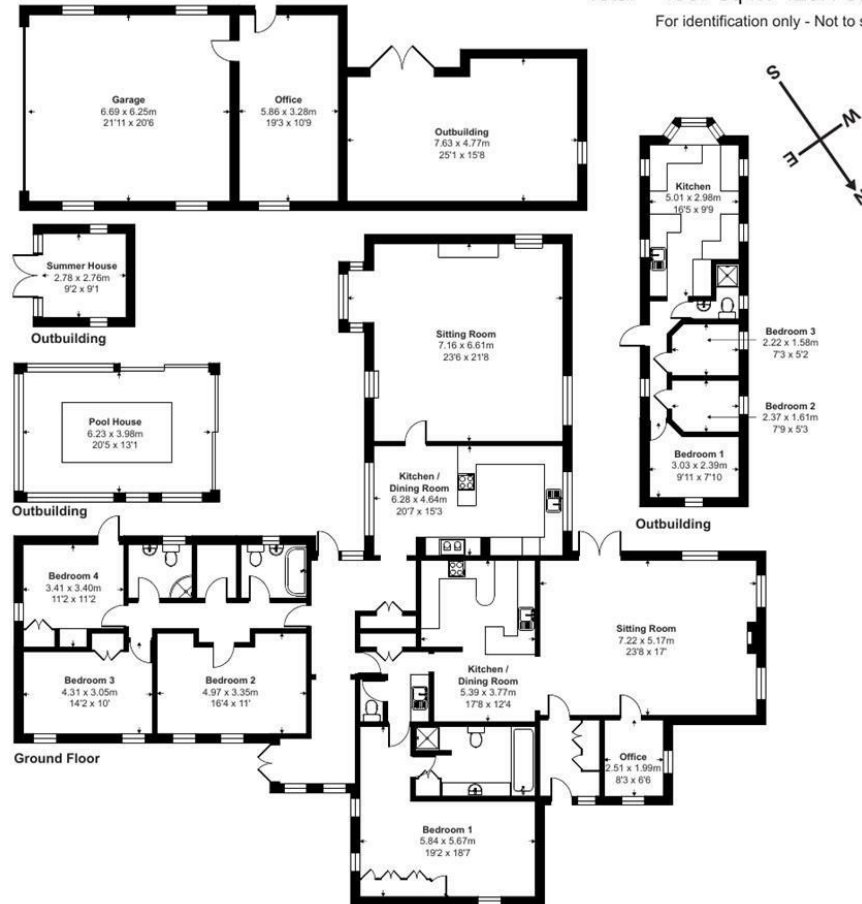 For identification only - Not to s
Garage
6.69 x 6.25m
21'11 x 20'6
Office
5.86 x 3.28m
19'3 x 10'9
Outbuilding
7.63 x 4.77m
25'1 x 15'8
S
W
E
Kitchen
5.01 x 2.98m
16'5 x 9'9
Summer House
2.78 x 2.76m
9'2 x 9'1
Outbuilding
Sitting Room
7.16 x 6.61m
23'6 x 21'8
Bedroom 3
2.22 x 1.58m
7'3 x 5'2
Bedroom 2
2.37 x 1.61m
7'9 x 5'3
Bedroom 1
3.03 x 2.39m
9'11 x 7'10
Outbuilding
Pool House
6.23 x 3.98m
20'5 x 13'1
Outbuilding
Kitchen /
Dining Room
6.28 x 4.64m
20'7 x 15'3
Bedroom 4
3.41 x 3.40m
11'2 x 11'2
Sitting Room
7.22 x 5.17m
23'8 x 17'
Bedroom 3
4.31 x 3.05m
14'2 x 10'
Bedroom 2
4.97 x 3.35m
16'4 x 11'
Kitchen /
Dining Room
5.39 x 3.77m
17'8 x 12'4
Office
2.51 x 1.99m
8'3 x 6'6
Ground Floor
Bedroom 1
5.84 x 5.67m
19'2 x 18'7